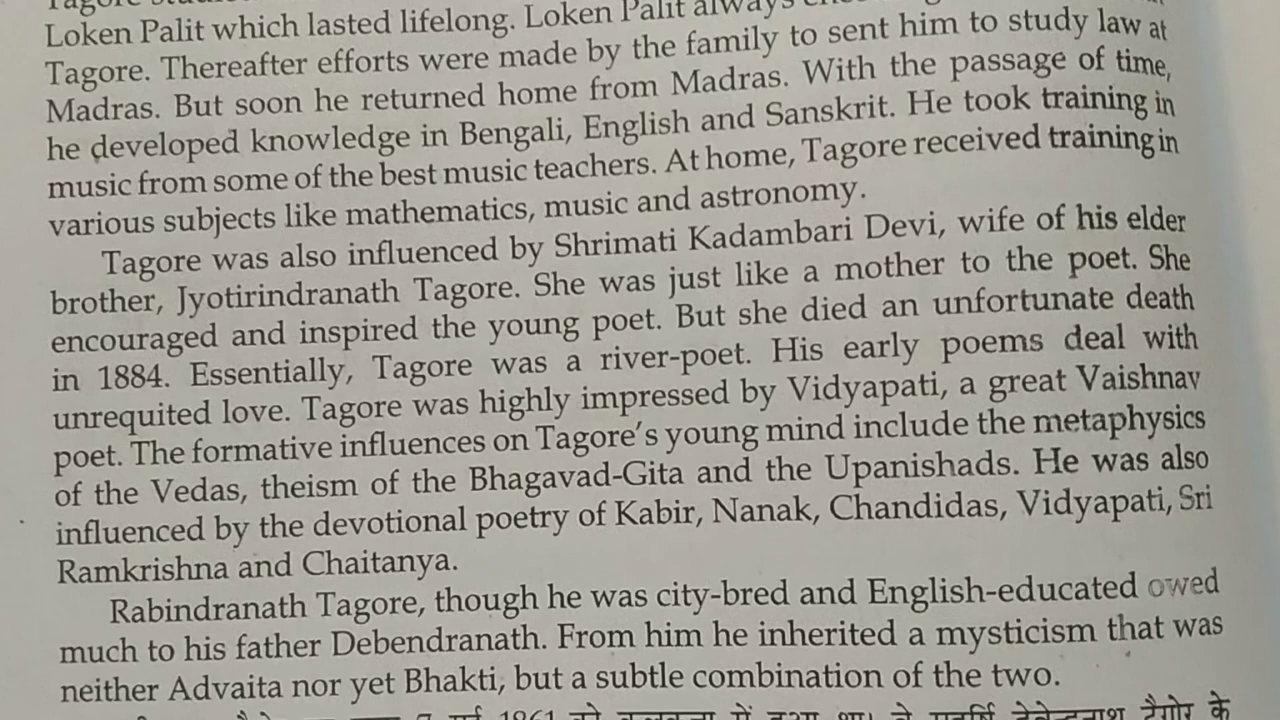 Tagore
Loken Palit which lasted lifelong. Loken Palit always
Tagore. Thereafter efforts were made by the family to sent him to study law at
Madras. But soon he returned home from Madras. With the passage of time,
he developed knowledge in Bengali, English and Sanskrit. He took training in
music from some of the best music teachers. At home, Tagore received training in
various subjects like mathematics, music and astronomy.
Tagore was also influenced by Shrimati Kadambari Devi, wife of his elder
brother, Jyotirindranath Tagore. She was just like a mother to the poet. She
encouraged and inspired the young poet. But she died an unfortunate death
in 1884. Essentially, Tagore was a river-poet. His early poems deal with
unrequited love. Tagore was highly impressed by Vidyapati, a great Vaishnav
poet. The formative influences on Tagore's young mind include the metaphysics
of the Vedas, theism of the Bhagavad-Gita and the Upanishads. He was also
influenced by the devotional poetry of Kabir, Nanak, Chandidas, Vidyapati, Sri
Ramkrishna and Chaitanya.
Rabindranath Tagore, though he was city-bred and English-educated owed
much to his father Debendranath. From him he inherited a mysticism that was
neither Advaita nor yet Bhakti, but a subtle combination of the two.
7 मई 1961 को कलकत्ता में हुआ था। वे महर्षि देवेन्द्रनाथ टैगोर के